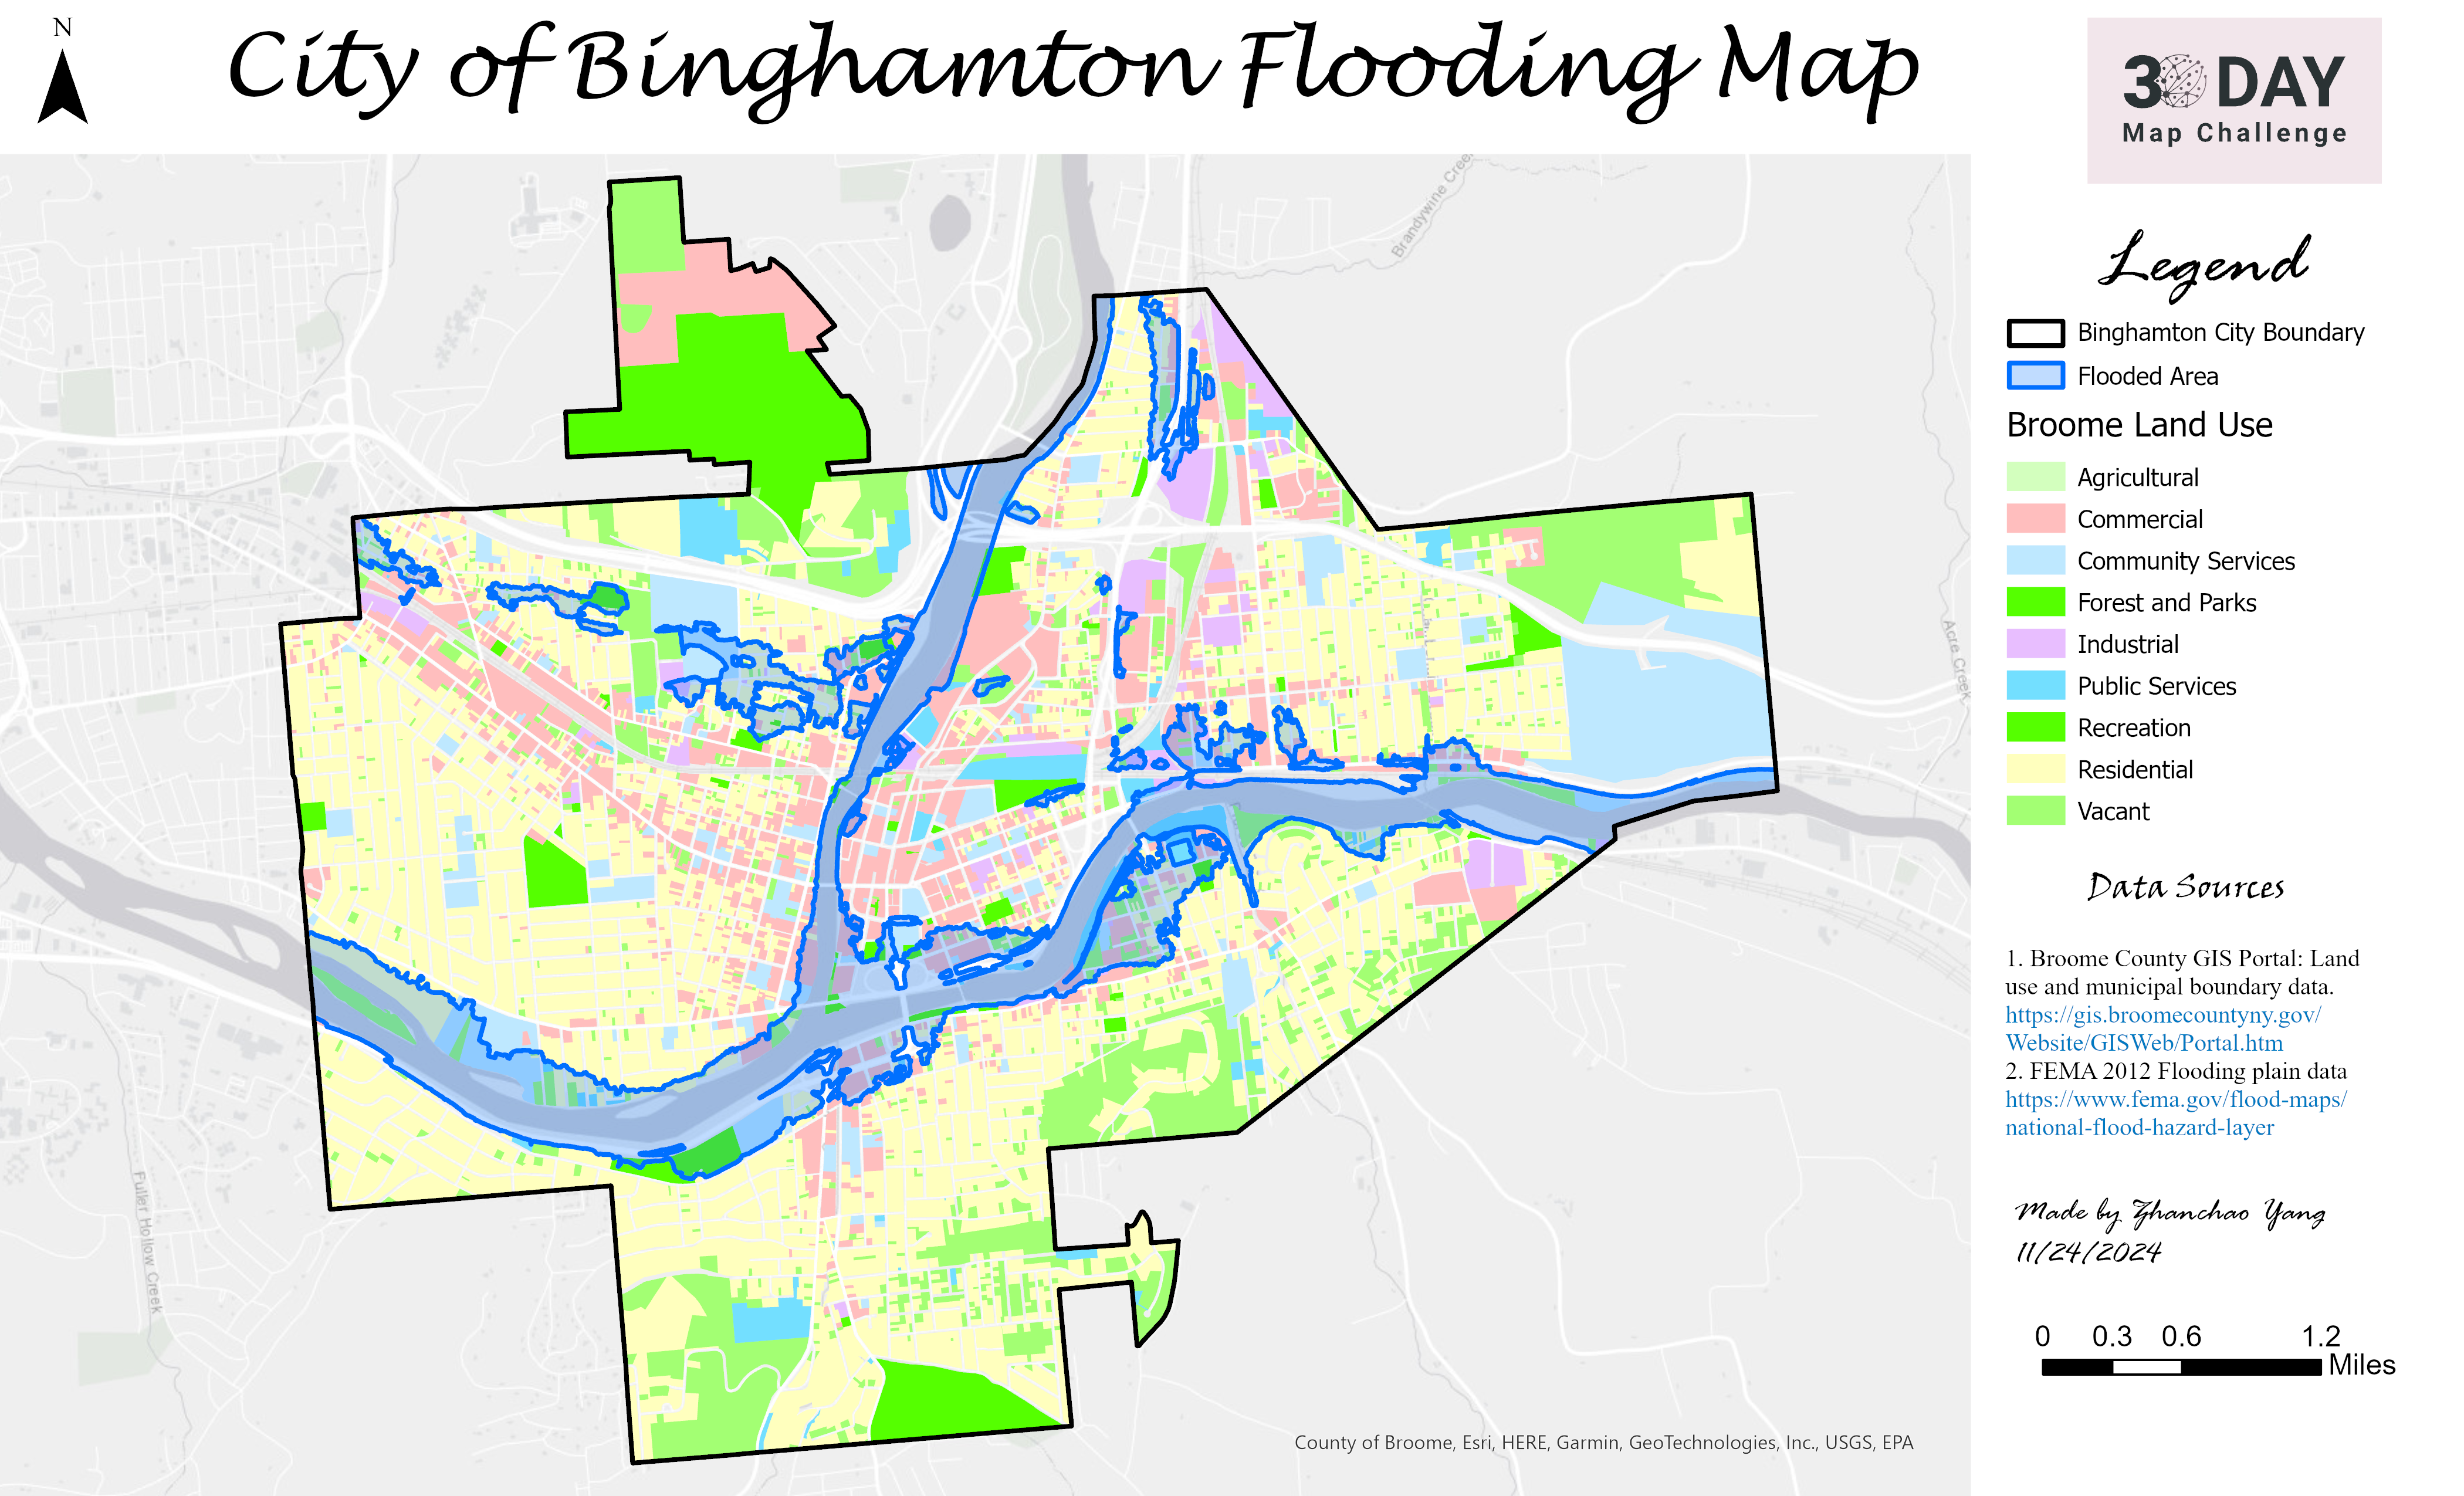 N
City of Binghamton Flooding Map
30 DAY
Map Challenge
Brandywine Creek
Acre Creek
Fuller Hollow Creek
Legend
Binghamton City Boundary
Flooded Area
Broome Land Use
Agricultural
Commercial
Community Services
Forest and Parks
Industrial
Public Services
Recreation
Residential
Vacant
Data Sources
1. Broome County GIS Portal: Land
use and municipal boundary data.
https://gis.broomecountyny.gov/
Website/GISWeb/Portal.htm
2. FEMA 2012 Flooding plain data
https://www.fema.gov/flood-maps/
national-flood-hazard-layer
Made by Zhanchao Yang
11/24/2024
0 0.3 0.6 1.2
Miles
County of Broome, Esri, HERE, Garmin, GeoTechnologies, Inc., USGS, EPA